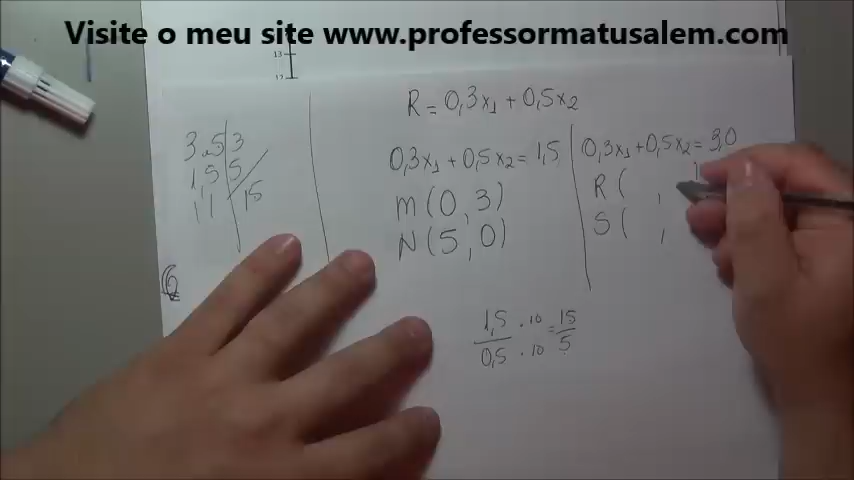 Visite o meu site www.professormatusalem.com
13
12
R = 0,3x₁ + 0,5x₂
3,5 3
1,5 5
1 1 15
0,3x₁ + 0,5x₂ = 1,5
M(0,3)
N(5,0)
0,3x₁ + 0,5x₂ = 3,0
R( ,
S( ,
1,5 · 10 = 15
0,5 · 10 5